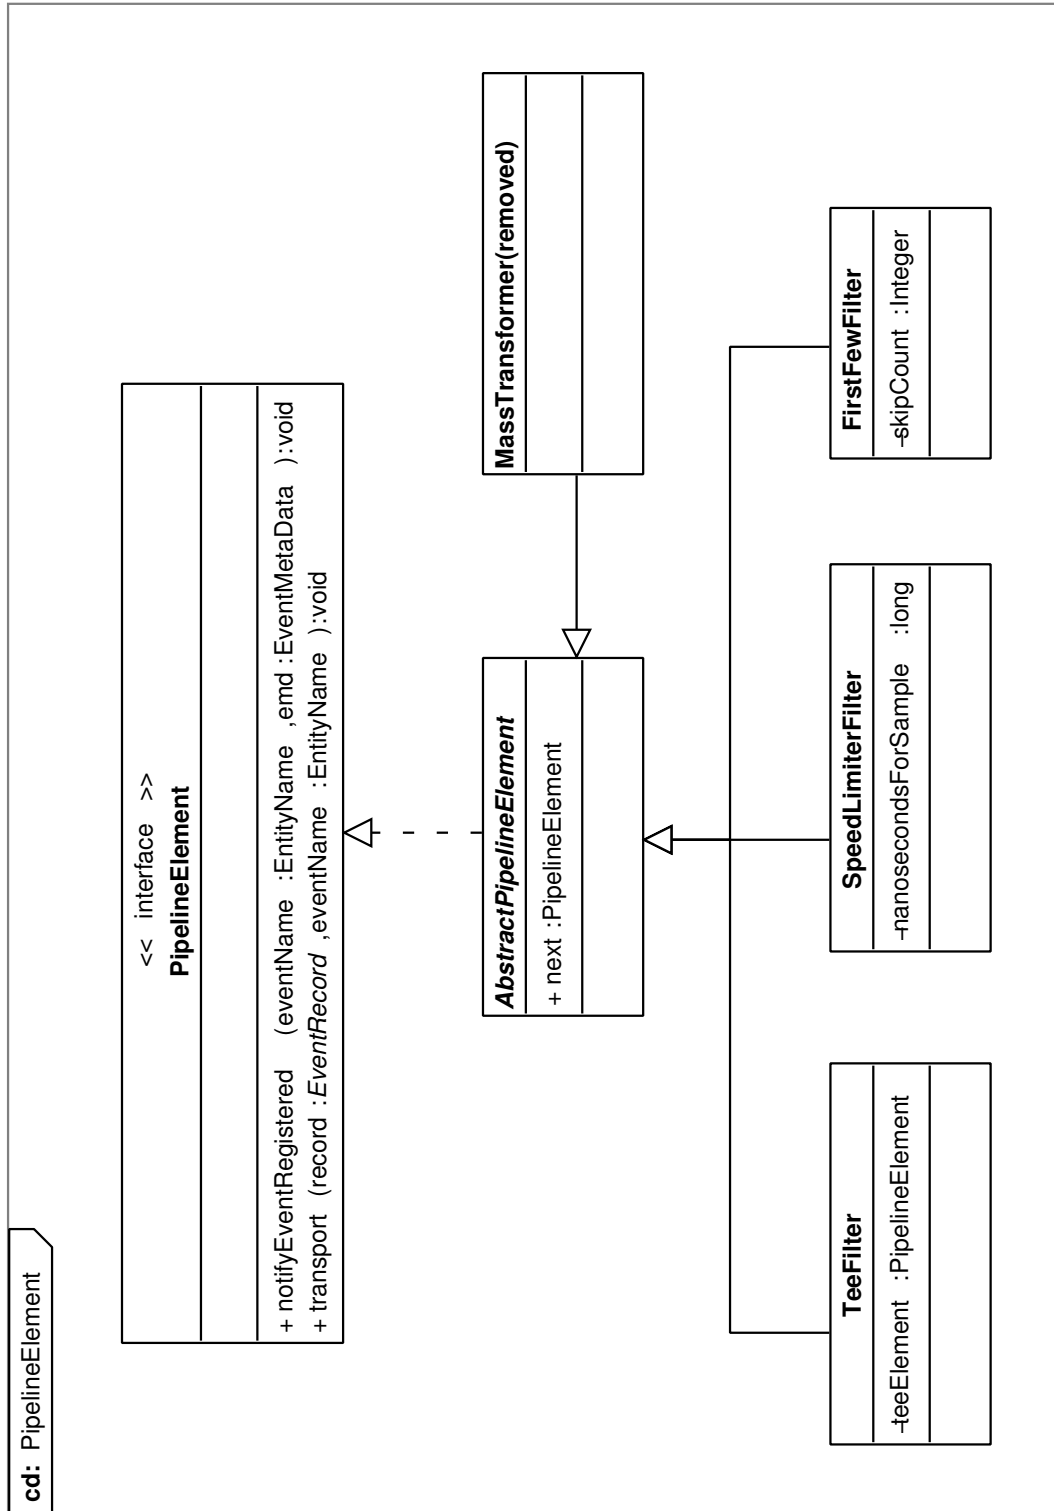 cd: PipelineElement
<< interface >>
PipelineElement
+ notifyEventRegistered (eventName :EntityName ,emd :EventMetaData ):void
+ transport (record :EventRecord ,eventName :EntityName ):void
AbstractPipelineElement
+ next :PipelineElement
MassTransformer(removed)
TeeFilter
-teeElement :PipelineElement
SpeedLimiterFilter
-nanosecondsForSample :long
FirstFewFilter
-skipCount :Integer